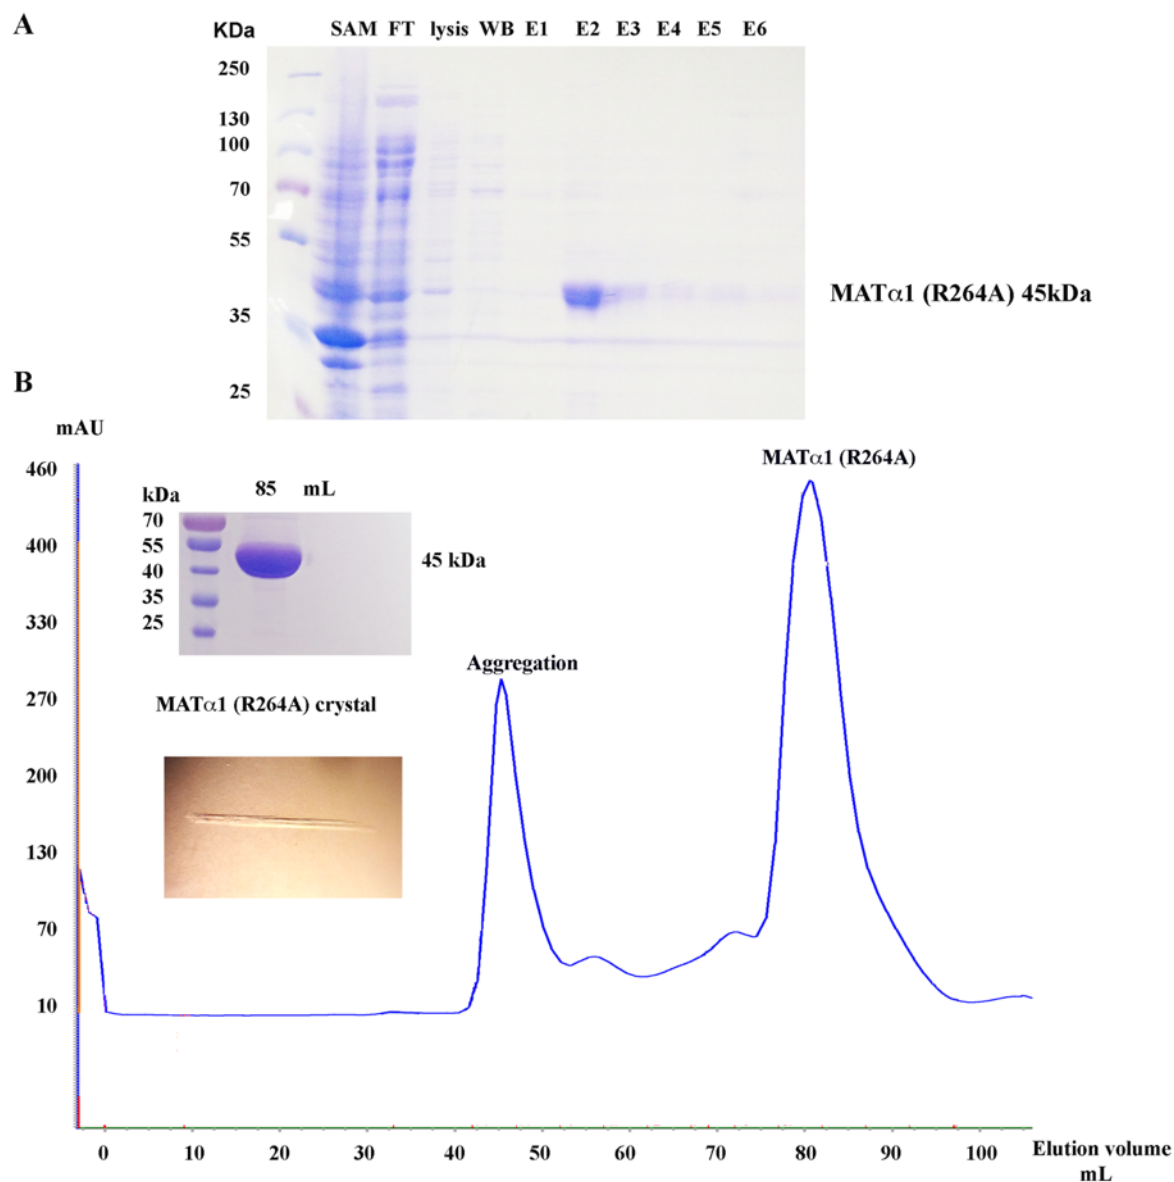 A
KDa SAM FT lysis WB E1 E2 E3 E4 E5 E6
250
130
100
70
55
35
25
MATα1 (R264A) 45kDa
B
mAU
460
400
330
270
200
130
70
10
kDa 85 mL
70
55
40
35
25
45 kDa
MATα1 (R264A) crystal
Aggregation
MATα1 (R264A)
0 10 20 30 40 50 60 70 80 90 100
Elution volume
mL